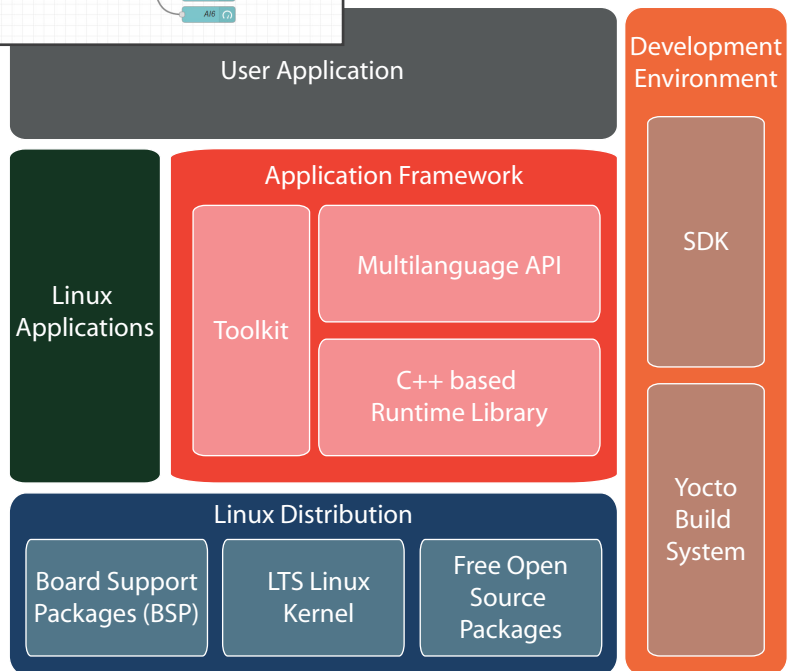 AI6
User Application
Development
Environment
Application Framework
SDK
Multilanguage API
Linux
Applications
Toolkit
C++ based
Runtime Library
Yocto
Build
System
Linux Distribution
Board Support
Packages (BSP)
LTS Linux
Kernel
Free Open
Source
Packages